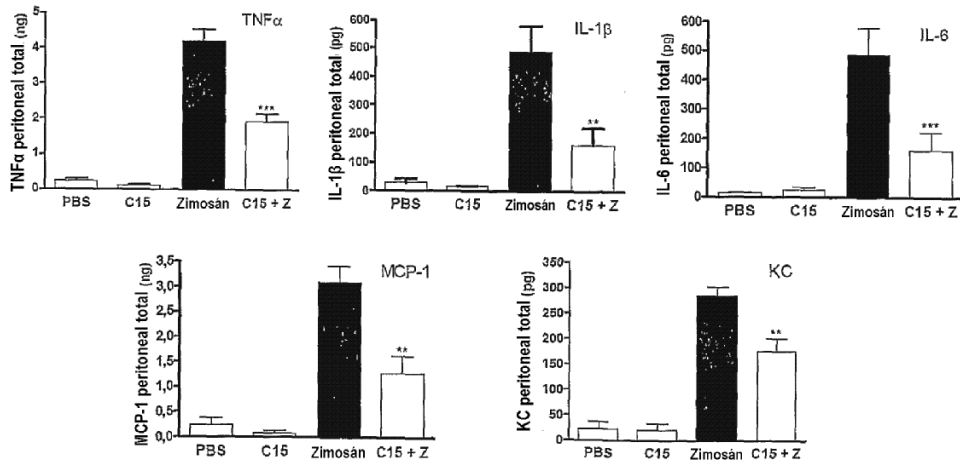 TNFα
TNFα peritoneal total (ng)
5
4
3
2
1
0
***
PBS C15 Zimosán C15 + Z
IL-1β
IL-1β peritoneal total (pg)
600
500
400
300
200
100
0
**
PBS C15 Zimosán C15 + Z
IL-6
IL-6 peritoneal total (pg)
600
500
400
300
200
100
0
***
PBS C15 Zimosán C15 + Z
MCP-1
MCP-1 peritoneal total (ng)
3,5
3,0
2,5
2,0
1,5
1,0
0,5
0,0
**
PBS C15 Zimosán C15 + Z
KC
KC peritoneal total (pg)
350
300
250
200
150
100
50
0
**
PBS C15 Zimosán C15 + Z